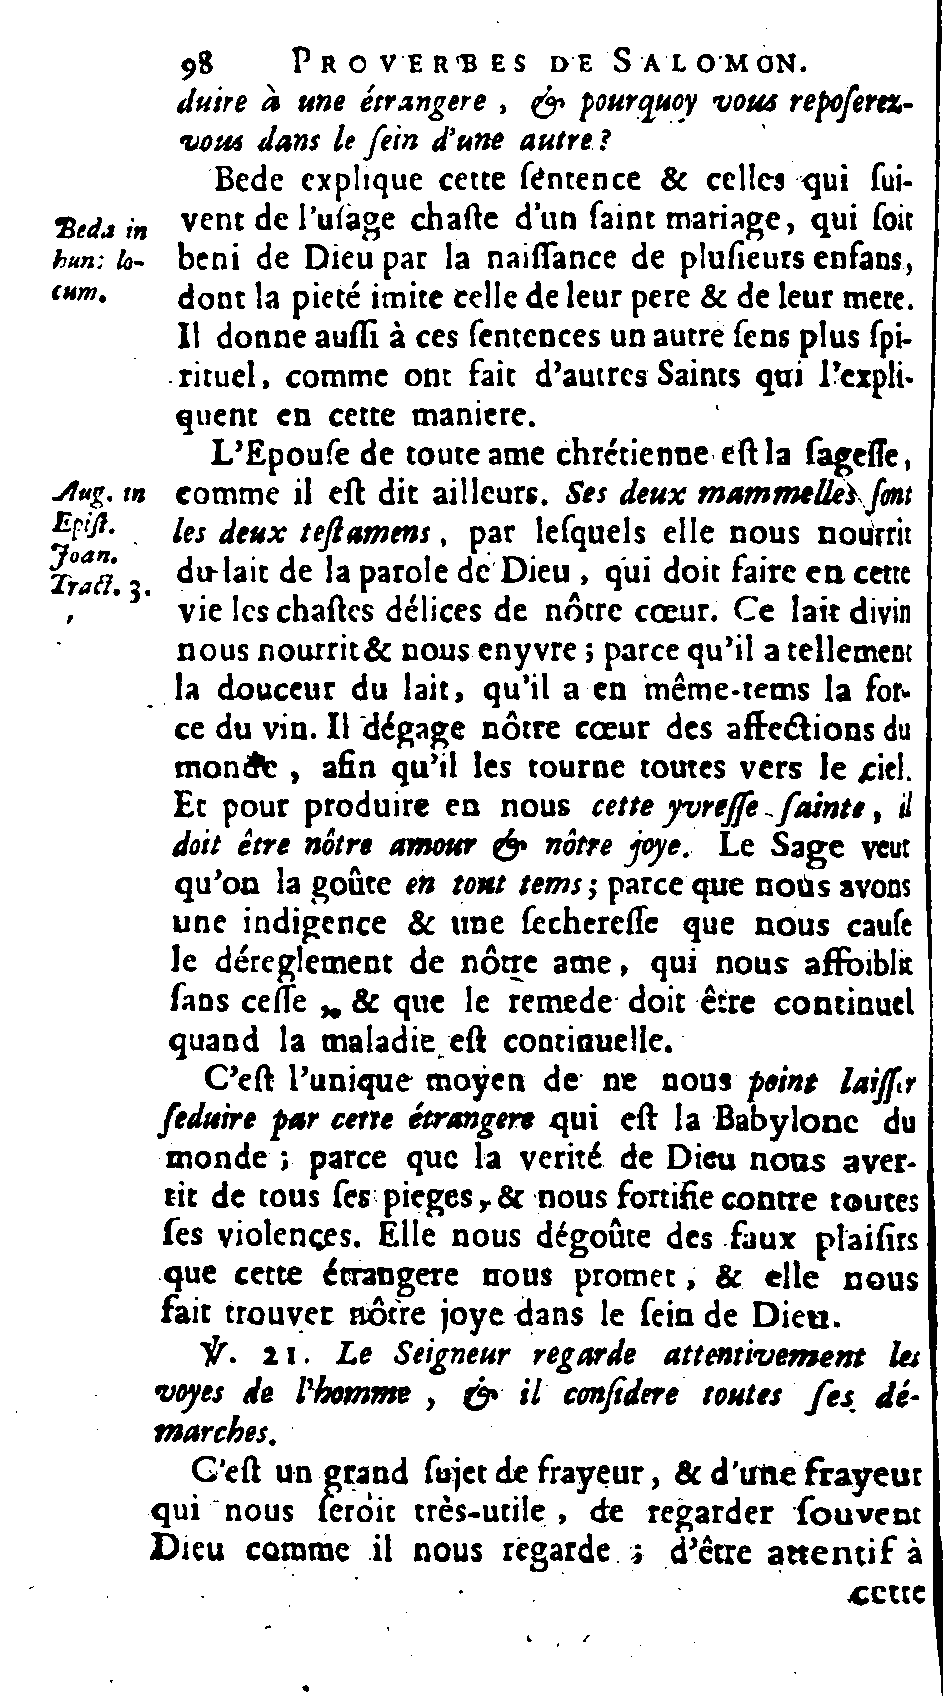 98 PROVERBES DE SALOMON.
duire à une étrangere, & pourquoy vous reposerez-
vous dans le sein d'une autre?
Bede explique cette sentence & celles qui sui-
vent de l'usage chaste d'un saint mariage, qui soit
beni de Dieu par la naissance de plusieurs enfans,
dont la pieté imite celle de leur pere & de leur mere.
Il donne aussi à ces sentences un autre sens plus spi-
rituel, comme ont fait d'autres Saints qui l'expli-
quent en cette maniere.
Beda in
hun: lo-
cum.
L'Epouse de toute ame chrétienne est la sagesse,
comme il est dit ailleurs. Ses deux mammelles sont
les deux testamens, par lesquels elle nous nourrit
du lait de la parole de Dieu, qui doit faire en cette
vie les chastes délices de nôtre cœur. Ce lait divin
nous nourrit & nous enyvre; parce qu'il a tellement
la douceur du lait, qu'il a en même-tems la for-
ce du vin. Il dégage nôtre cœur des affections du
monde, afin qu'il les tourne toutes vers le ciel.
Et pour produire en nous cette yvresse sainte, il
doit être nôtre amour & nôtre joye. Le Sage veut
qu'on la goûte en tout tems; parce que nous avons
une indigence & une secheresse que nous cause
le déreglement de nôtre ame, qui nous affoiblit
sans cesse, & que le remede doit être continuel
quand la maladie est continuelle.
Aug. in
Epist.
Joan.
Tract. 3.
C'est l'unique moyen de ne nous point laisser
seduire par cette étrangere qui est la Babylone du
monde; parce que la verité de Dieu nous aver-
tit de tous ses pieges, & nous fortifie contre toutes
ses violences. Elle nous dégoûte des faux plaisirs
que cette étrangere nous promet, & elle nous
fait trouver nôtre joye dans le sein de Dieu.
℣. 21. Le Seigneur regarde attentivement les
voyes de l'homme, & il considere toutes ses dé-
marches.
C'est un grand sujet de frayeur, & d'une frayeur
qui nous seroit très-utile, de regarder souvent
Dieu comme il nous regarde; d'être attentif à
cette